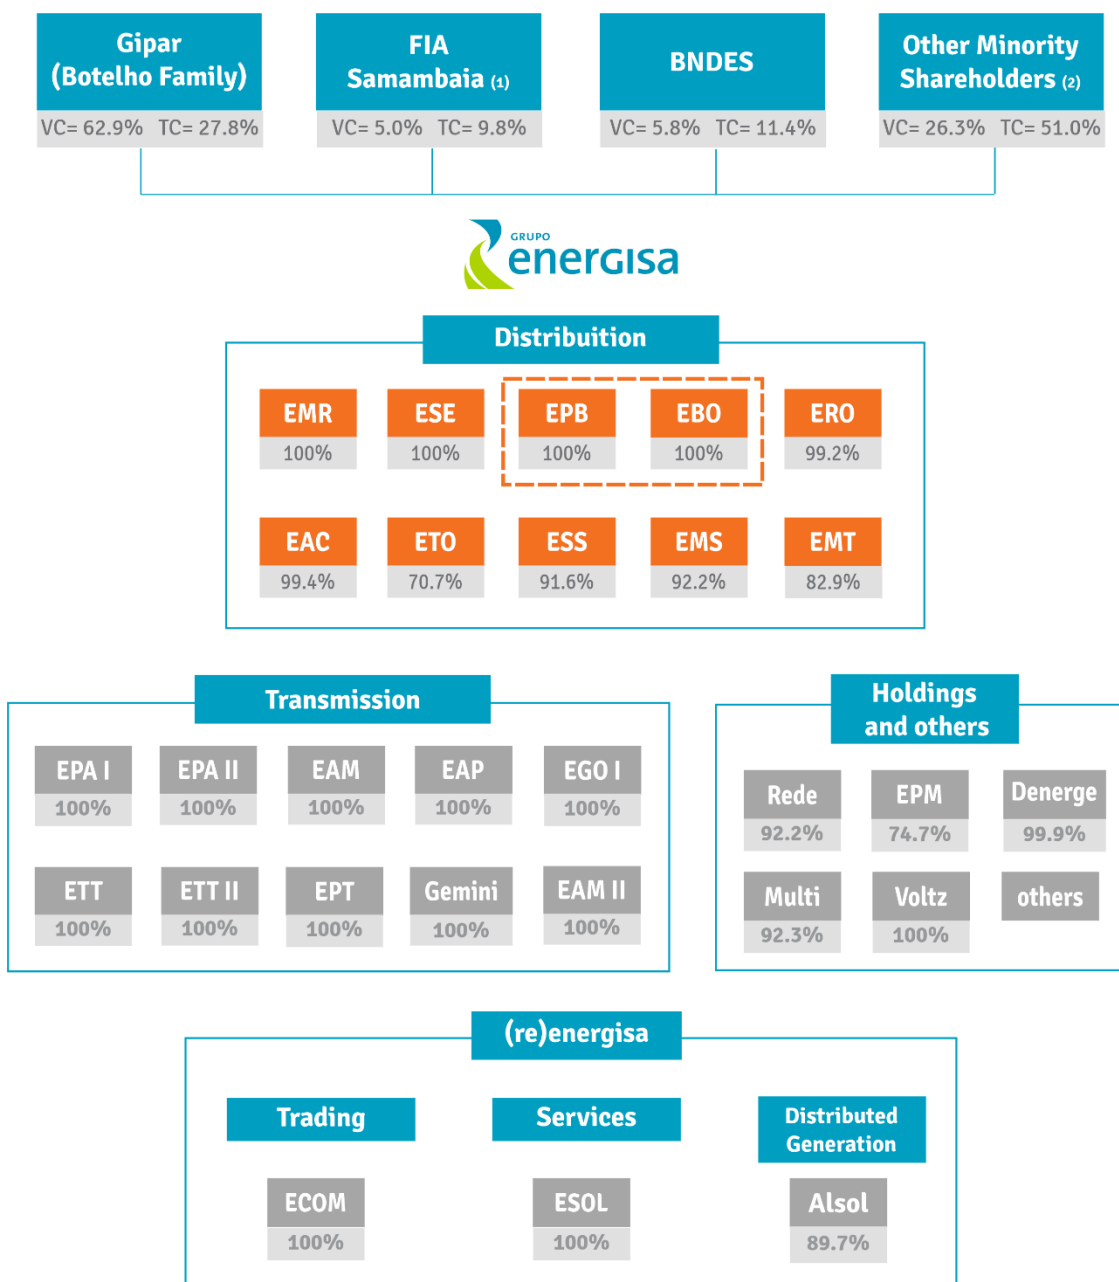 Gipar
(Botelho Family)
VC= 62.9% TC= 27.8%
FIA
Samambaia (1)
VC= 5.0% TC= 9.8%
BNDES
VC= 5.8% TC= 11.4%
Other Minority
Shareholders (2)
VC= 26.3% TC= 51.0%
GRUPO
energisa
Distribuition
EMR
100%
ESE
100%
EPB
100%
EBO
100%
ERO
99.2%
EAC
99.4%
ETO
70.7%
ESS
91.6%
EMS
92.2%
EMT
82.9%
Transmission
EPA I
100%
EPA II
100%
EAM
100%
EAP
100%
EGO I
100%
ETT
100%
ETT II
100%
EPT
100%
Gemini
100%
EAM II
100%
Holdings
and others
Rede
92.2%
EPM
74.7%
Denerge
99.9%
Multi
92.3%
Voltz
100%
others
(re)energisa
Trading
ECOM
100%
Services
ESOL
100%
Distributed
Generation
Alsol
89.7%